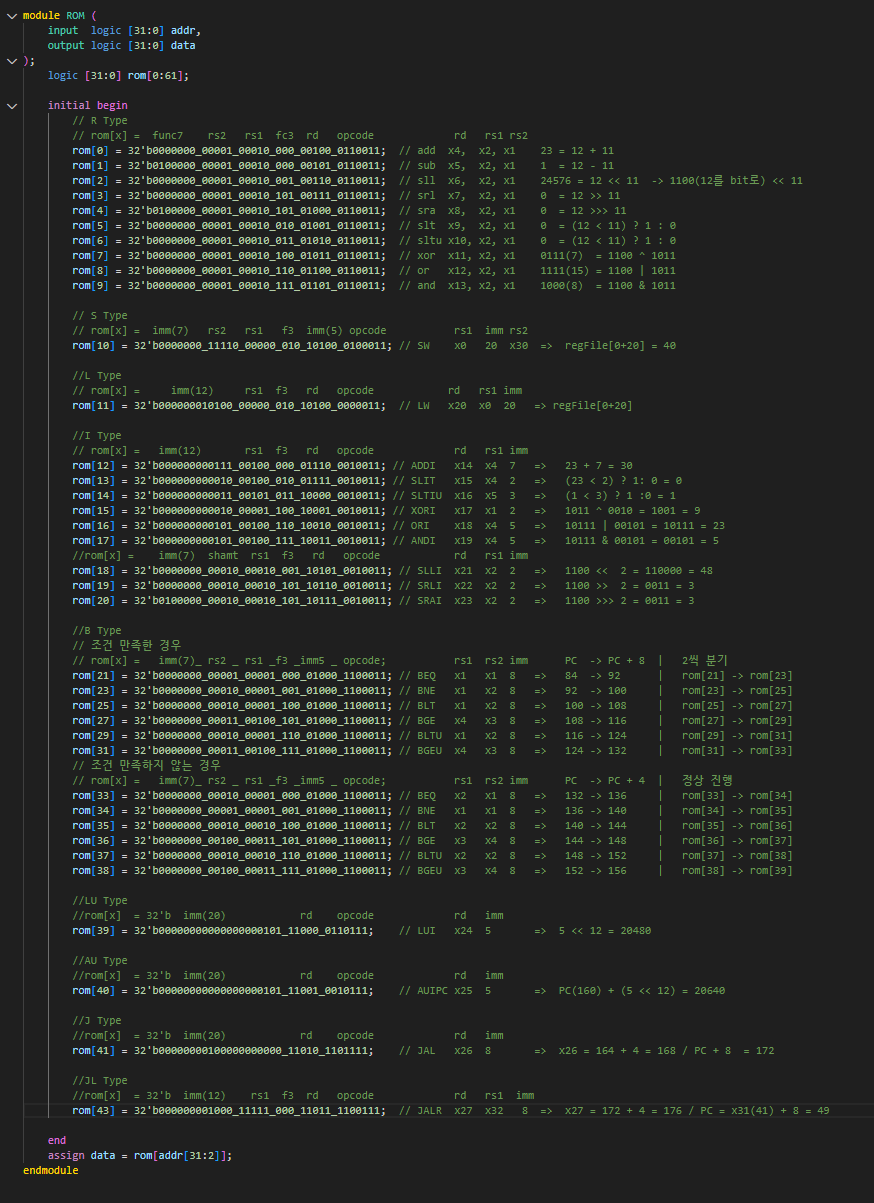 module ROM (
    input  logic [31:0] addr,
    output logic [31:0] data
);
    logic [31:0] rom[0:61];

    initial begin
        // R Type
        // rom[x] =  func7    rs2   rs1  fc3  rd   opcode             rd   rs1 rs2
        rom[0] = 32'b0000000_00001_00010_000_00100_0110011;  // add  x4,  x2, x1    23 = 12 + 11
        rom[1] = 32'b0100000_00001_00010_000_00101_0110011;  // sub  x5,  x2, x1    1  = 12 - 11
        rom[2] = 32'b0000000_00001_00010_001_00110_0110011;  // sll  x6,  x2, x1    24576 = 12 << 11  -> 1100(12를 bit로) << 11
        rom[3] = 32'b0000000_00001_00010_101_00111_0110011;  // srl  x7,  x2, x1    0  = 12 >> 11
        rom[4] = 32'b0100000_00001_00010_101_01000_0110011;  // sra  x8,  x2, x1    0  = 12 >>> 11
        rom[5] = 32'b0000000_00001_00010_010_01001_0110011;  // slt  x9,  x2, x1    0  = (12 < 11) ? 1 : 0
        rom[6] = 32'b0000000_00001_00010_011_01010_0110011;  // sltu x10, x2, x1    0  = (12 < 11) ? 1 : 0
        rom[7] = 32'b0000000_00001_00010_100_01011_0110011;  // xor  x11, x2, x1    0111(7)  = 1100 ^ 1011
        rom[8] = 32'b0000000_00001_00010_110_01100_0110011;  // or   x12, x2, x1    1111(15) = 1100 | 1011
        rom[9] = 32'b0000000_00001_00010_111_01101_0110011;  // and  x13, x2, x1    1000(8)  = 1100 & 1011

        // S Type
        // rom[x] =  imm(7)   rs2   rs1   f3  imm(5) opcode           rs1  imm rs2
        rom[10] = 32'b0000000_11110_00000_010_10100_0100011; // SW    x0   20  x30  =>  regFile[0+20] = 40

        //L Type
        // rom[x] =     imm(12)     rs1  f3   rd   opcode            rd   rs1 imm
        rom[11] = 32'b000000010100_00000_010_10100_0000011;  // LW   x20  x0  20   => regFile[0+20]

        //I Type
        // rom[x] =   imm(12)       rs1  f3   rd   opcode             rd   rs1 imm
        rom[12] = 32'b000000000111_00100_000_01110_0010011; // ADDI   x14  x4  7   =>   23 + 7 = 30
        rom[13] = 32'b000000000010_00100_010_01111_0010011; // SLIT   x15  x4  2   =>   (23 < 2) ? 1: 0 = 0
        rom[14] = 32'b000000000011_00101_011_10000_0010011; // SLTIU  x16  x5  3   =>   (1 < 3) ? 1 :0 = 1
        rom[15] = 32'b000000000010_00001_100_10001_0010011; // XORI   x17  x1  2   =>   1011 ^ 0010 = 1001 = 9
        rom[16] = 32'b000000000101_00100_110_10010_0010011; // ORI    x18  x4  5   =>   10111 | 00101 = 10111 = 23
        rom[17] = 32'b000000000101_00100_111_10011_0010011; // ANDI   x19  x4  5   =>   10111 & 00101 = 00101 = 5
        //rom[x] =    imm(7)  shamt  rs1  f3   rd   opcode            rd   rs1 imm
        rom[18] = 32'b0000000_00010_00010_001_10101_0010011; // SLLI  x21  x2  2   =>   1100 <<  2 = 110000 = 48
        rom[19] = 32'b0000000_00010_00010_101_10110_0010011; // SRLI  x22  x2  2   =>   1100 >>  2 = 0011 = 3
        rom[20] = 32'b0100000_00010_00010_101_10111_0010011; // SRAI  x23  x2  2   =>   1100 >>> 2 = 0011 = 3

        //B Type
        // 조건 만족한 경우
        // rom[x] =   imm(7)_ rs2 _ rs1 _f3 _imm5 _ opcode;           rs1  rs2 imm      PC  -> PC + 8  |   2씩 분기
        rom[21] = 32'b0000000_00001_00001_000_01000_1100011; // BEQ   x1   x1  8   =>   84  -> 92      |   rom[21] -> rom[23]
        rom[23] = 32'b0000000_00010_00001_001_01000_1100011; // BNE   x1   x2  8   =>   92  -> 100     |   rom[23] -> rom[25]
        rom[25] = 32'b0000000_00010_00001_100_01000_1100011; // BLT   x1   x2  8   =>   100 -> 108     |   rom[25] -> rom[27]
        rom[27] = 32'b0000000_00011_00100_101_01000_1100011; // BGE   x4   x3  8   =>   108 -> 116     |   rom[27] -> rom[29]
        rom[29] = 32'b0000000_00010_00001_110_01000_1100011; // BLTU  x1   x2  8   =>   116 -> 124     |   rom[29] -> rom[31]
        rom[31] = 32'b0000000_00011_00100_111_01000_1100011; // BGEU  x4   x3  8   =>   124 -> 132     |   rom[31] -> rom[33]
        // 조건 만족하지 않는 경우
        // rom[x] =   imm(7)_ rs2 _ rs1 _f3 _imm5 _ opcode;           rs1  rs2 imm      PC  -> PC + 4  |   정상 진행
        rom[33] = 32'b0000000_00010_00001_000_01000_1100011; // BEQ   x2   x1  8   =>   132 -> 136     |   rom[33] -> rom[34]
        rom[34] = 32'b0000000_00001_00001_001_01000_1100011; // BNE   x1   x1  8   =>   136 -> 140     |   rom[34] -> rom[35]
        rom[35] = 32'b0000000_00010_00010_100_01000_1100011; // BLT   x2   x2  8   =>   140 -> 144     |   rom[35] -> rom[36]
        rom[36] = 32'b0000000_00100_00011_101_01000_1100011; // BGE   x3   x4  8   =>   144 -> 148     |   rom[36] -> rom[37]
        rom[37] = 32'b0000000_00010_00010_110_01000_1100011; // BLTU  x2   x2  8   =>   148 -> 152     |   rom[37] -> rom[38]
        rom[38] = 32'b0000000_00100_00011_111_01000_1100011; // BGEU  x3   x4  8   =>   152 -> 156     |   rom[38] -> rom[39]

        //LU Type
        //rom[x]  = 32'b  imm(20)            rd    opcode             rd   imm
        rom[39] = 32'b00000000000000000101_11000_0110111;    // LUI   x24  5       =>  5 << 12 = 20480

        //AU Type
        //rom[x]  = 32'b  imm(20)            rd    opcode             rd   imm
        rom[40] = 32'b00000000000000000101_11001_0010111;    // AUIPC x25  5       =>  PC(160) + (5 << 12) = 20640

        //J Type
        //rom[x]  = 32'b  imm(20)            rd    opcode             rd   imm
        rom[41] = 32'b00000000100000000000_11010_1101111;    // JAL   x26  8       =>  x26 = 164 + 4 = 168 / PC + 8  = 172

        //JL Type
        //rom[x]  = 32'b  imm(12)    rs1  f3  rd   opcode             rd   rs1  imm
        rom[43] = 32'b000000001000_11111_000_11011_1100111;  // JALR  x27  x32   8  =>  x27 = 172 + 4 = 176 / PC = x31(41) + 8 = 49

    end
    assign data = rom[addr[31:2]];
endmodule